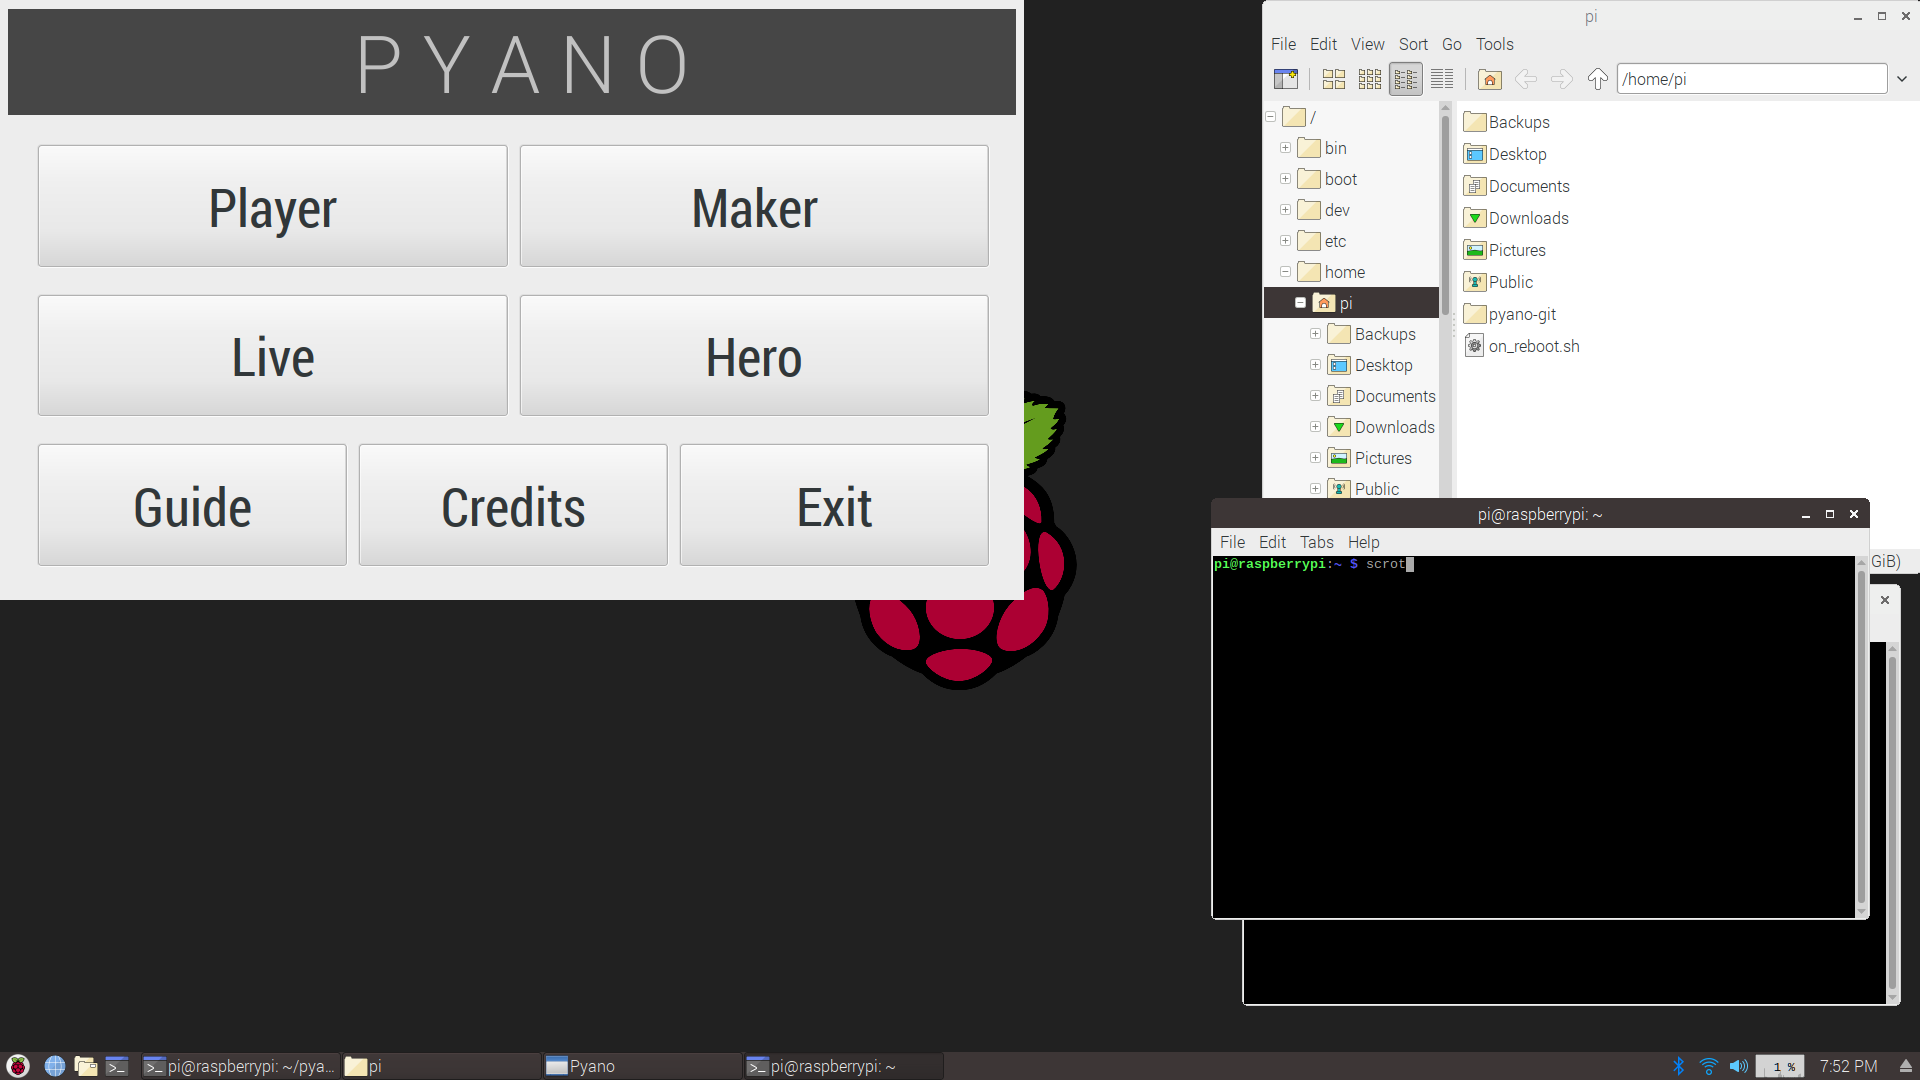 PYANO
Player
Maker
Live
Hero
Guide
Credits
Exit
pi
File Edit View Sort Go Tools
/home/pi
/
bin
boot
dev
etc
home
pi
Backups
Desktop
Documents
Downloads
Pictures
Public
Backups
Desktop
Documents
Downloads
Pictures
Public
pyano-git
on_reboot.sh
GiB)
pi@raspberrypi: ~
File Edit Tabs Help
pi@raspberrypi:~ $ scrot
pi@raspberrypi: ~/pya...
pi
Pyano
pi@raspberrypi: ~
1 %
7:52 PM